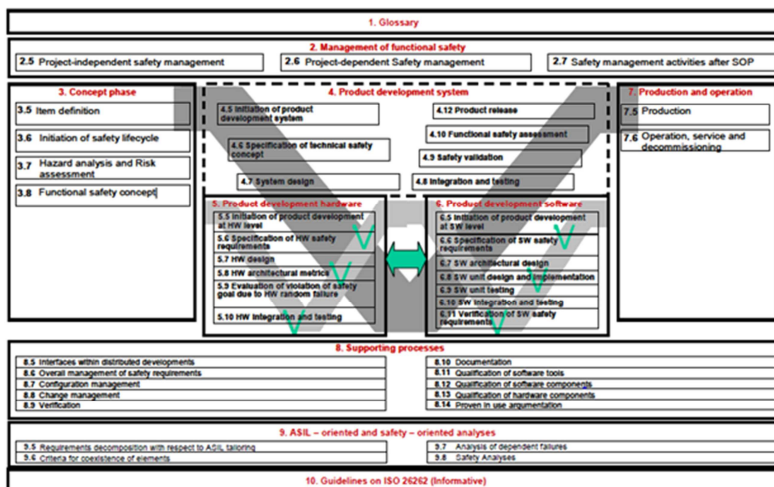 1. Glossary
2. Management of functional safety
2.5 Project-independent safety management
2.6 Project-dependent Safety management
2.7 Safety management activities after SOP
3. Concept phase
3.5 Item definition
3.6 Initiation of safety lifecycle
3.7 Hazard analysis and Risk
assessment
3.8 Functional safety concept
4. Product development system
4.5 Initiation of product
development system
4.6 Specification of technical safety
concept
4.7 System design
4.12 Product release
4.10 Functional safety assessment
4.9 Safety validation
4.8 Integration and testing
7. Production and operation
7.5 Production
7.6 Operation, service and
decommissioning
5. Product development hardware
5.5 Initiation of product development
at HW level
5.6 Specification of HW safety
requirements
5.7 HW design
5.8 HW architectural metrics
5.9 Evaluation of violation of safety
goal due to HW random failure
5.10 HW integration and testing
6. Product development software
6.5 Initiation of product development
at SW level
6.6 Specification of SW safety
requirements
6.7 SW architectural design
6.8 SW unit design and implementation
6.9 SW unit testing
6.10 SW integration and testing
6.11 Verification of SW safety
requirements
8. Supporting processes
8.5 Interfaces within distributed developments
8.6 Overall management of safety requirements
8.7 Configuration management
8.8 Change management
8.9 Verification
8.10 Documentation
8.11 Qualification of software tools
8.12 Qualification of software components
8.13 Qualification of hardware components
8.14 Proven in use argumentation
9. ASIL – oriented and safety – oriented analyses
9.5 Requirements decomposition with respect to ASIL tailoring
9.6 Criteria for coexistence of elements
9.7 Analysis of dependent failures
9.8 Safety Analyses
10. Guidelines on ISO 26262 (Informative)